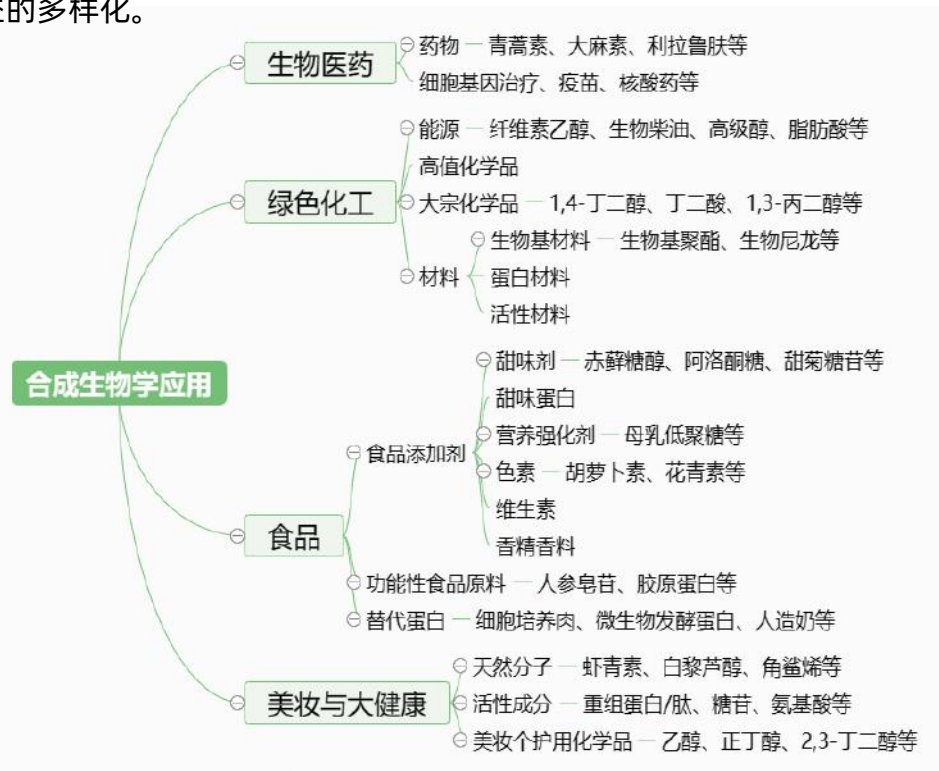 的多样化。
生物医药
药物 — 青蒿素、大麻素、利拉鲁肽等
细胞基因治疗、疫苗、核酸药等
绿色化工
能源 — 纤维素乙醇、生物柴油、高级醇、脂肪酸等
高值化学品
大宗化学品 — 1,4-丁二醇、丁二酸、1,3-丙二醇等
材料
生物基材料 — 生物基聚酯、生物尼龙等
蛋白材料
活性材料
合成生物学应用
食品
食品添加剂
甜味剂 — 赤藓糖醇、阿洛酮糖、甜菊糖苷等
甜味蛋白
营养强化剂 — 母乳低聚糖等
色素 — 胡萝卜素、花青素等
维生素
香精香料
功能性食品原料 — 人参皂苷、胶原蛋白等
替代蛋白 — 细胞培养肉、微生物发酵蛋白、人造奶等
美妆与大健康
天然分子 — 虾青素、白黎芦醇、角鲨烯等
活性成分 — 重组蛋白/肽、糖苷、氨基酸等
美妆个护用化学品 — 乙醇、正丁醇、2,3-丁二醇等